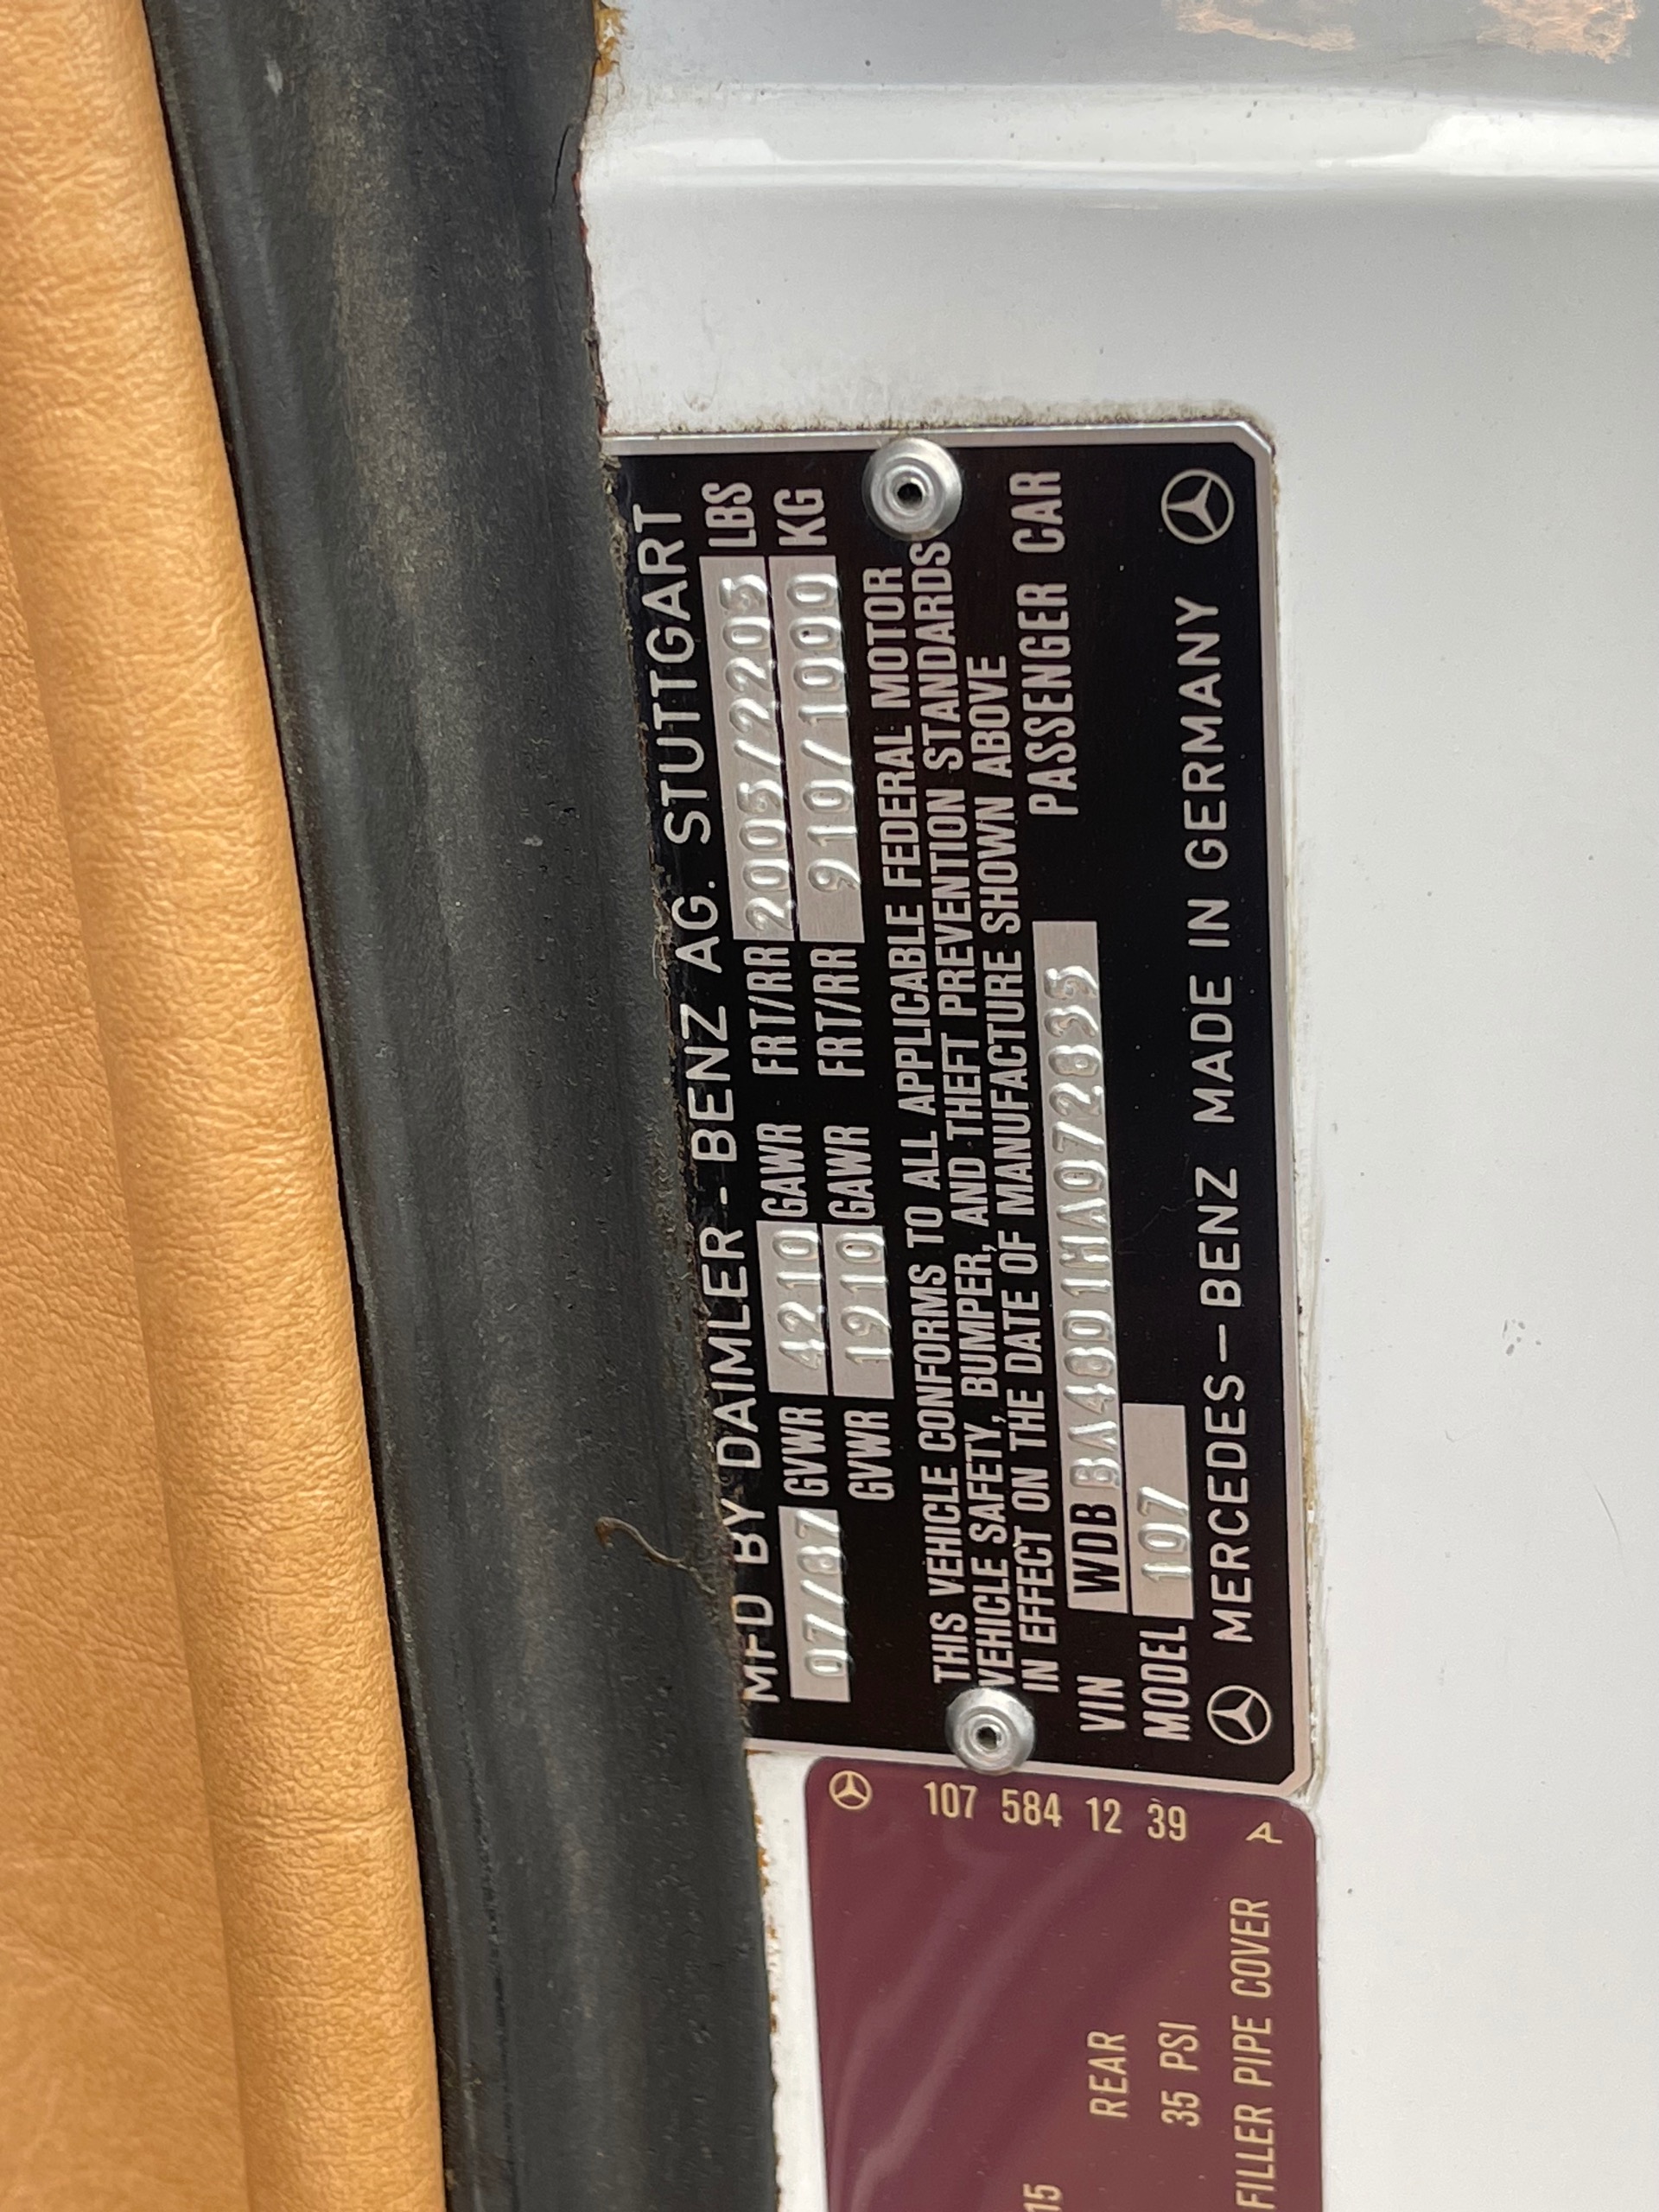 MFD BY DAIMLER-BENZ AG. STUTTGART
07/87 GVWR 4210 GAWR FRT/RR 2005/2203 LBS
GVWR 1910 GAWR FRT/RR 910/1000 KG
THIS VEHICLE CONFORMS TO ALL APPLICABLE FEDERAL MOTOR
VEHICLE SAFETY, BUMPER, AND THEFT PREVENTION STANDARDS
IN EFFECT ON THE DATE OF MANUFACTURE SHOWN ABOVE
VIN WDB BA48D1HA072835 PASSENGER CAR
MODEL 107
MERCEDES-BENZ MADE IN GERMANY
107 584 12 39
A
15
REAR
35 PSI
FILLER PIPE COVER